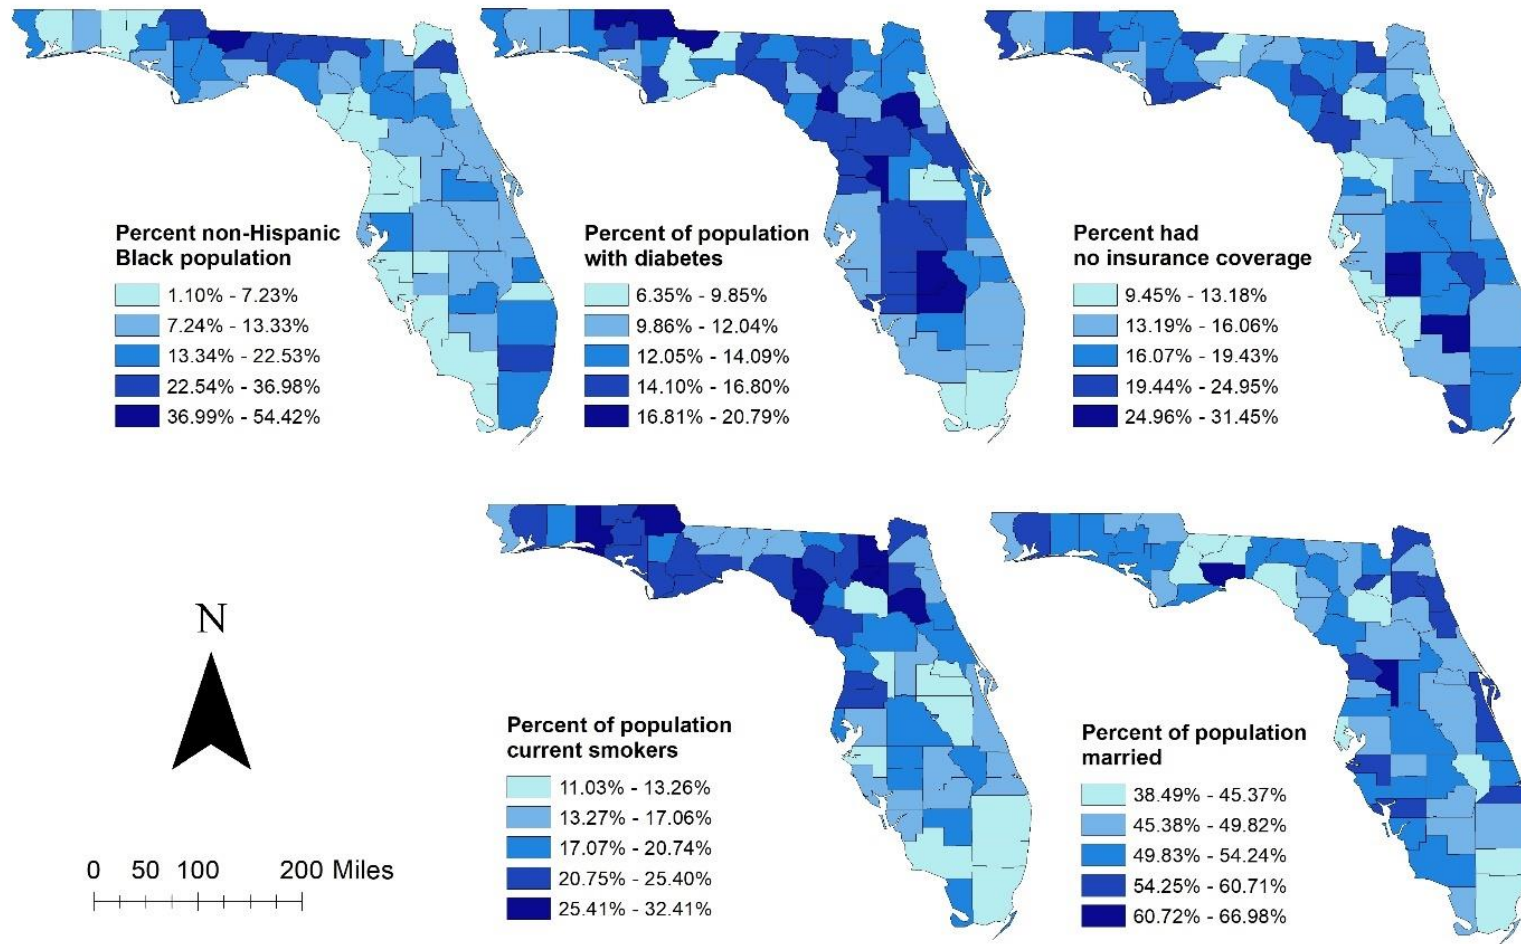 Percent non-Hispanic
Black population
1.10% - 7.23%
7.24% - 13.33%
13.34% - 22.53%
22.54% - 36.98%
36.99% - 54.42%
Percent of population
with diabetes
6.35% - 9.85%
9.86% - 12.04%
12.05% - 14.09%
14.10% - 16.80%
16.81% - 20.79%
Percent had
no insurance coverage
9.45% - 13.18%
13.19% - 16.06%
16.07% - 19.43%
19.44% - 24.95%
24.96% - 31.45%
N
0 50 100 200 Miles
Percent of population
current smokers
11.03% - 13.26%
13.27% - 17.06%
17.07% - 20.74%
20.75% - 25.40%
25.41% - 32.41%
Percent of population
married
38.49% - 45.37%
45.38% - 49.82%
49.83% - 54.24%
54.25% - 60.71%
60.72% - 66.98%